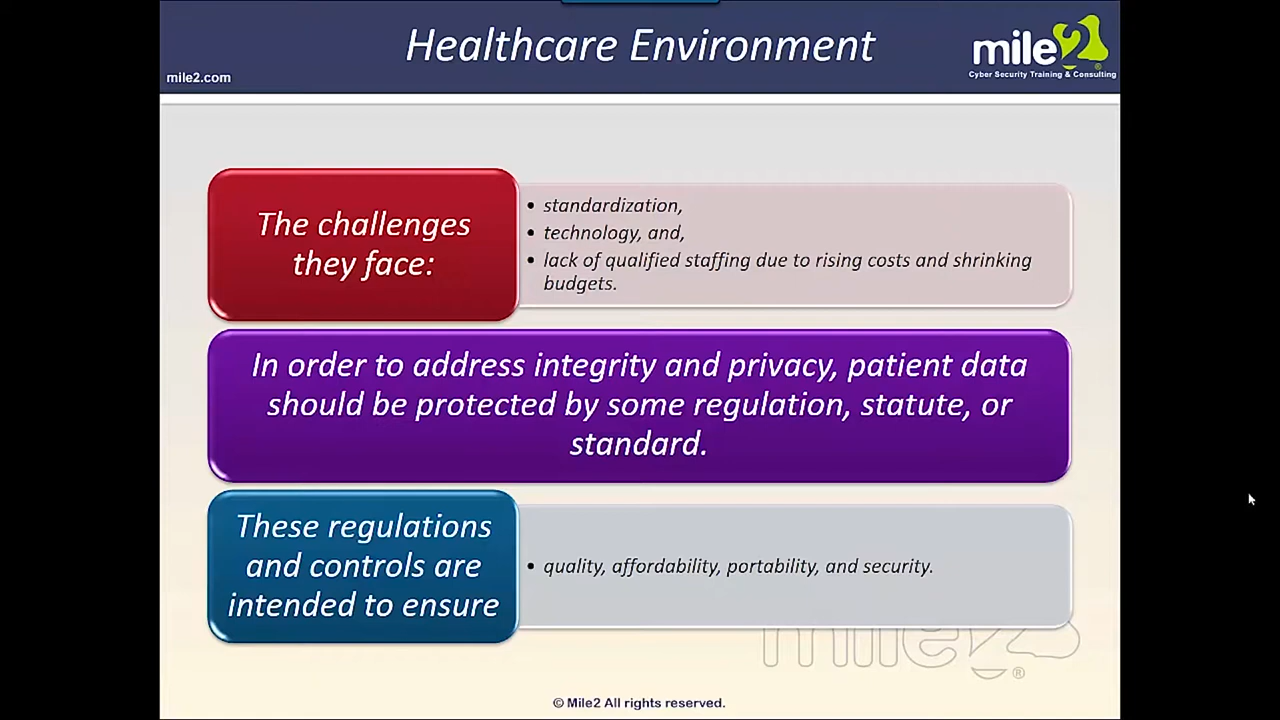 Healthcare Environment
mile2.com
mile2®
Cyber Security Training & Consulting
The challenges
they face:
• standardization,
• technology, and,
• lack of qualified staffing due to rising costs and shrinking
budgets.
In order to address integrity and privacy, patient data
should be protected by some regulation, statute, or
standard.
These regulations
and controls are
intended to ensure
• quality, affordability, portability, and security.
mile2®
© Mile2 All rights reserved.